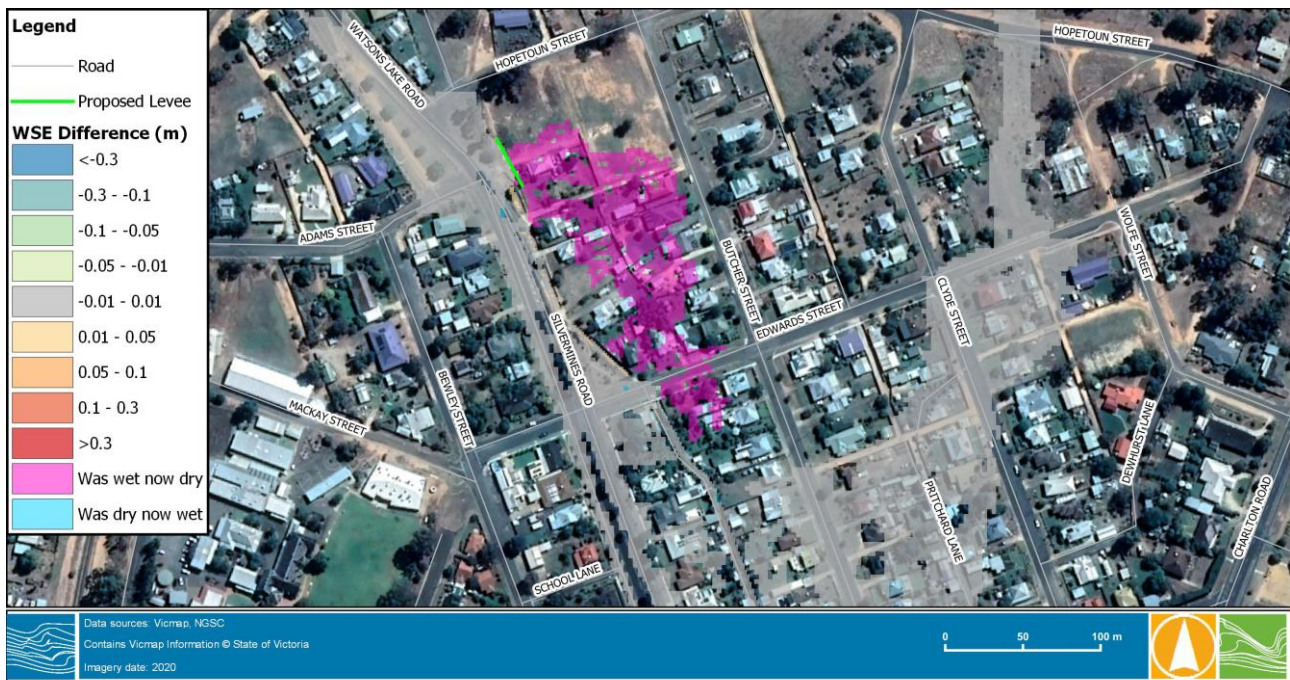 Legend
Road
Proposed Levee
WSE Difference (m)
<-0.3
-0.3 - -0.1
-0.1 - -0.05
-0.05 - -0.01
-0.01 - 0.01
0.01 - 0.05
0.05 - 0.1
0.1 - 0.3
>0.3
Was wet now dry
Was dry now wet
WATSONS LAKE ROAD
HOPETOUN STREET
HOPETOUN STREET
ADAMS STREET
BUTCHER STREET
WOLFE STREET
CLYDE STREET
EDWARDS STREET
SILVERMINES ROAD
BEWLEY STREET
MACKAY STREET
DEWHURST LANE
PRITCHARD LANE
CHARLTON ROAD
SCHOOL LANE
Data sources: Vicmap, NGSC
Contains Vicmap Information © State of Victoria
Imagery date: 2020
0 50 100 m